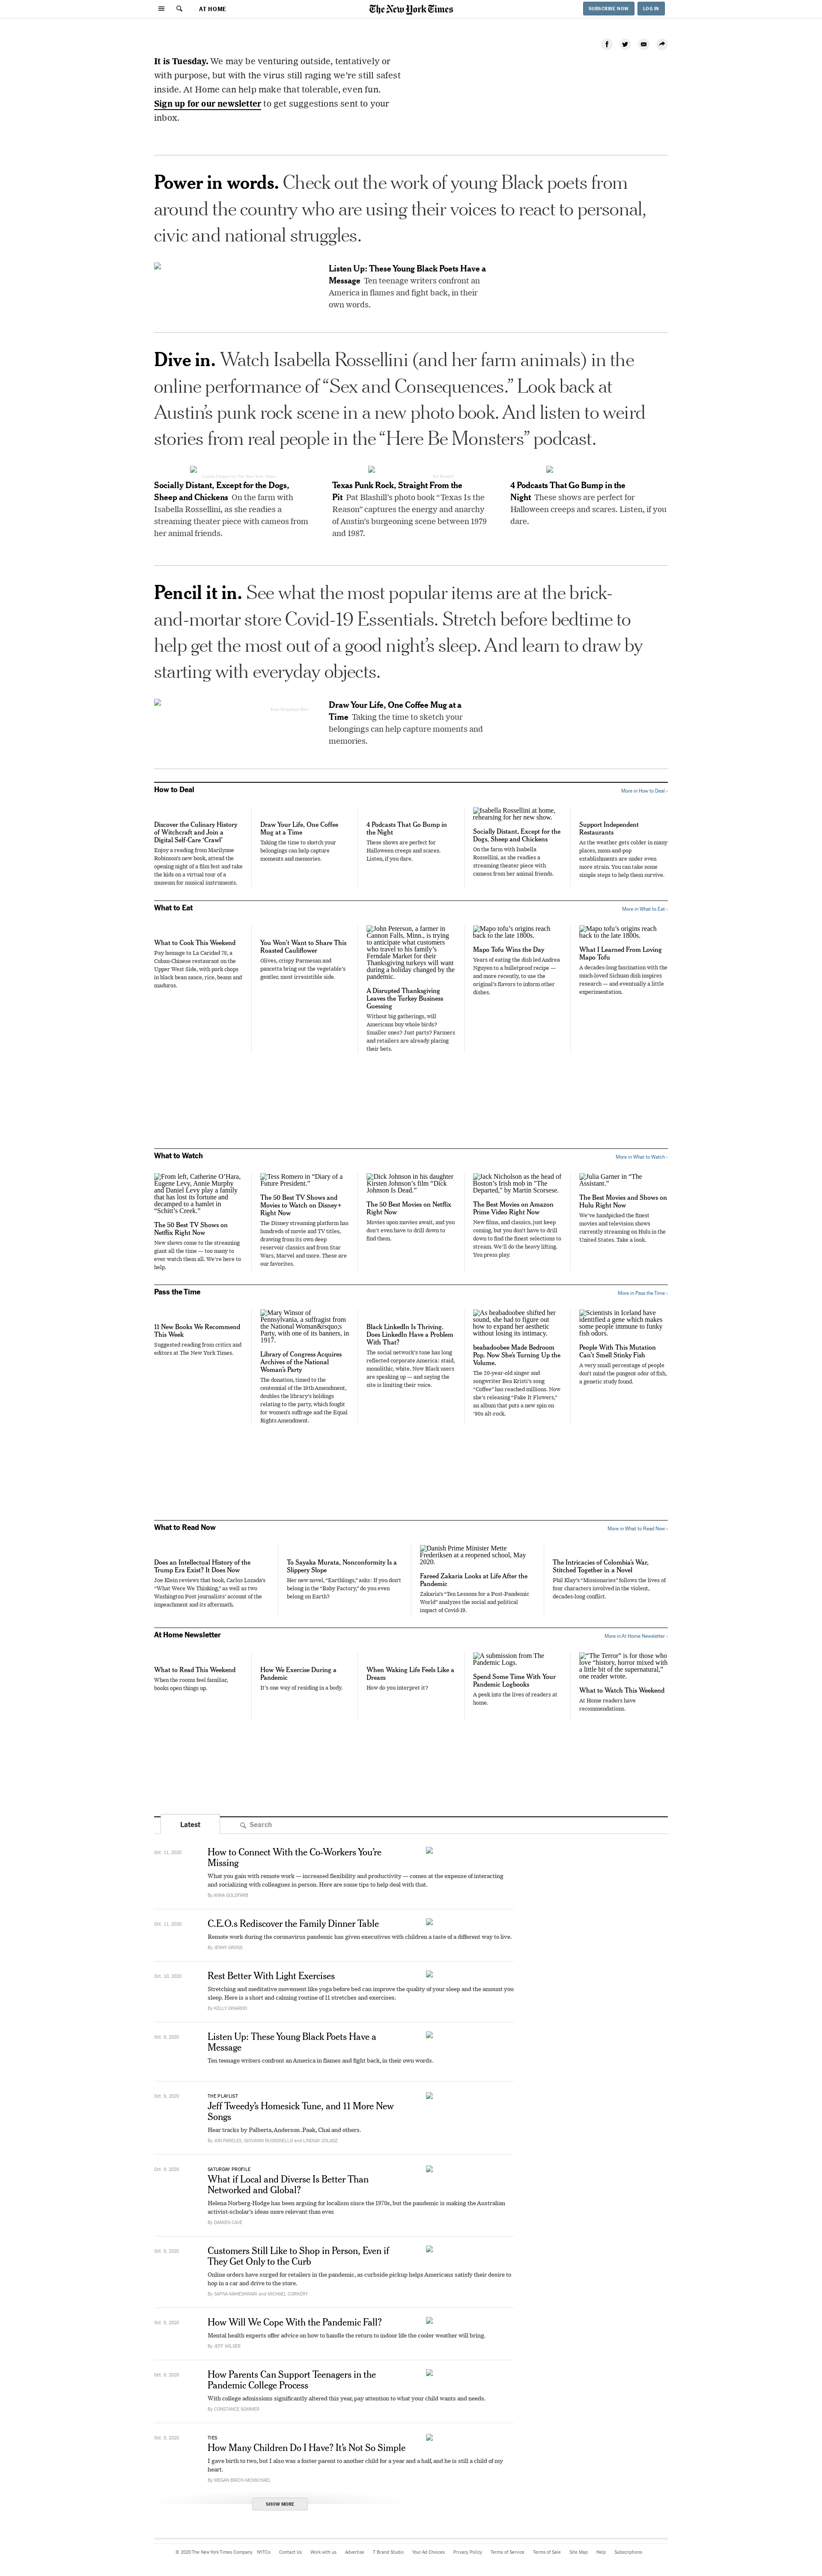 AT HOME
The New York Times
SUBSCRIBE NOW
LOG IN
It is Tuesday. We may be venturing outside, tentatively or
with purpose, but with the virus still raging we're still safest
inside. At Home can help make that tolerable, even fun.
Sign up for our newsletter to get suggestions sent to your
inbox.
Power in words. Check out the work of young Black poets from
around the country who are using their voices to react to personal,
civic and national struggles.
Listen Up: These Young Black Poets Have a
Message Ten teenage writers confront an
America in flames and fight back, in their
own words.
Dive in. Watch Isabella Rossellini (and her farm animals) in the
online performance of “Sex and Consequences.” Look back at
Austin’s punk rock scene in a new photo book. And listen to weird
stories from real people in the “Here Be Monsters” podcast.
Socially Distant, Except for the Dogs,
Sheep and Chickens On the farm with
Isabella Rossellini, as she readies a
streaming theater piece with cameos from
her animal friends.
Texas Punk Rock, Straight From the
Pit Pat Blashill’s photo book “Texas Is the
Reason” captures the energy and anarchy
of Austin’s burgeoning scene between 1979
and 1987.
4 Podcasts That Go Bump in the
Night These shows are perfect for
Halloween creeps and scares. Listen, if you
dare.
Pencil it in. See what the most popular items are at the brick-
and-mortar store Covid-19 Essentials. Stretch before bedtime to
help get the most out of a good night’s sleep. And learn to draw by
starting with everyday objects.
Draw Your Life, One Coffee Mug at a
Time Taking the time to sketch your
belongings can help capture moments and
memories.
How to Deal
More in How to Deal ›
Discover the Culinary History
of Witchcraft and Join a
Digital Self-Care ‘Crawl’
Enjoy a reading from Marilynne
Robinson’s new book, attend the
opening night of a film fest and take
the kids on a virtual tour of a
museum for musical instruments.
Draw Your Life, One Coffee
Mug at a Time
Taking the time to sketch your
belongings can help capture
moments and memories.
4 Podcasts That Go Bump in
the Night
These shows are perfect for
Halloween creeps and scares.
Listen, if you dare.
Isabella Rossellini at home,
rehearsing for her new show.
Socially Distant, Except for the
Dogs, Sheep and Chickens
On the farm with Isabella
Rossellini, as she readies a
streaming theater piece with
cameos from her animal friends.
Support Independent
Restaurants
As the weather gets colder in many
places, mom-and-pop
establishments are under even
more strain. You can take some
simple steps to help them survive.
What to Eat
More in What to Eat ›
What to Cook This Weekend
Pay homage to La Caridad 78, a
Cuban-Chinese restaurant on the
Upper West Side, with pork chops
in black bean sauce, rice, beans and
maduros.
You Won’t Want to Share This
Roasted Cauliflower
Olives, crispy Parmesan and
pancetta bring out the vegetable’s
gentler, most irresistible side.
John Peterson, a farmer in
Cannon Falls, Minn., is trying
to anticipate what customers
who travel to his family’s
Ferndale Market for their
Thanksgiving turkeys will want
during a holiday changed by the
pandemic.
A Disrupted Thanksgiving
Leaves the Turkey Business
Guessing
Without big gatherings, will
Americans buy whole birds?
Smaller ones? Just parts? Farmers
and retailers are already placing
their bets.
Mapo tofu’s origins reach
back to the late 1800s.
Mapo Tofu Wins the Day
Years of eating the dish led Andrea
Nguyen to a bulletproof recipe —
and more recently, to use the
original’s flavors to inform other
dishes.
Mapo tofu’s origins reach
back to the late 1800s.
What I Learned From Loving
Mapo Tofu
A decades-long fascination with the
much-loved Sichuan dish inspires
research — and eventually a little
experimentation.
What to Watch
More in What to Watch ›
From left, Catherine O’Hara,
Eugene Levy, Annie Murphy
and Daniel Levy play a family
that has lost its fortune and
decamped to a hamlet in
“Schitt’s Creek.”
The 50 Best TV Shows on
Netflix Right Now
New shows come to the streaming
giant all the time — too many to
ever watch them all. We’re here to
help.
Tess Romero in “Diary of a
Future President.”
The 50 Best TV Shows and
Movies to Watch on Disney+
Right Now
The Disney streaming platform has
hundreds of movie and TV titles,
drawing from its own deep
reservoir classics and from Star
Wars, Marvel and more. These are
our favorites.
Dick Johnson in his daughter
Kirsten Johnson’s film “Dick
Johnson Is Dead.”
The 50 Best Movies on Netflix
Right Now
Movies upon movies await, and you
don’t even have to drill down to
find them.
Jack Nicholson as the head of
Boston’s Irish mob in “The
Departed,” by Martin Scorsese.
The Best Movies on Amazon
Prime Video Right Now
New films, and classics, just keep
coming, but you don’t have to drill
down to find the finest selections to
stream. We’ll do the heavy lifting.
You press play.
Julia Garner in “The
Assistant.”
The Best Movies and Shows on
Hulu Right Now
We’ve handpicked the finest
movies and television shows
currently streaming on Hulu in the
United States. Take a look.
Pass the Time
More in Pass the Time ›
11 New Books We Recommend
This Week
Suggested reading from critics and
editors at The New York Times.
Mary Winsor of
Pennsylvania, a suffragist from
the National Woman&rsquo;s
Party, with one of its banners, in
1917.
Library of Congress Acquires
Archives of the National
Woman’s Party
The donation, timed to the
centennial of the 19th Amendment,
doubles the library’s holdings
relating to the party, which fought
for women’s suffrage and the Equal
Rights Amendment.
Black LinkedIn Is Thriving.
Does LinkedIn Have a Problem
With That?
The social network’s tone has long
reflected corporate America: staid,
monolithic, white. New Black users
are speaking up — and saying the
site is limiting their voice.
As beabadoobee shifted her
sound, she had to figure out
how to expand her aesthetic
without losing its intimacy.
beabadoobee Made Bedroom
Pop. Now She’s Turning Up the
Volume.
The 20-year-old singer and
songwriter Bea Kristi’s song
“Coffee” has reached millions. Now
she’s releasing “Fake It Flowers,”
an album that puts a new spin on
’90s alt-rock.
Scientists in Iceland have
identified a gene which makes
some people immune to funky
fish odors.
People With This Mutation
Can’t Smell Stinky Fish
A very small percentage of people
don’t mind the pungent odor of fish,
a genetic study found.
What to Read Now
More in What to Read Now ›
Does an Intellectual History of the
Trump Era Exist? It Does Now
Joe Klein reviews that book, Carlos Lozada’s
“What Were We Thinking,” as well as two
Washington Post journalists’ account of the
impeachment and its aftermath.
To Sayaka Murata, Nonconformity Is a
Slippery Slope
Her new novel, “Earthlings,” asks: If you don’t
belong in the “Baby Factory,” do you even
belong on Earth?
Danish Prime Minister Mette
Frederiksen at a reopened school, May
2020.
Fareed Zakaria Looks at Life After the
Pandemic
Zakaria’s “Ten Lessons for a Post-Pandemic
World” analyzes the social and political
impact of Covid-19.
The Intricacies of Colombia’s War,
Stitched Together in a Novel
Phil Klay’s “Missionaries” follows the lives of
four characters involved in the violent,
decades-long conflict.
At Home Newsletter
More in At Home Newsletter ›
What to Read This Weekend
When the rooms feel familiar,
books open things up.
How We Exercise During a
Pandemic
It’s one way of residing in a body.
When Waking Life Feels Like a
Dream
How do you interpret it?
A submission from The
Pandemic Logs.
Spend Some Time With Your
Pandemic Logbooks
A peek into the lives of readers at
home.
“The Terror” is for those who
love “history, horror mixed with
a little bit of the supernatural,”
one reader wrote.
What to Watch This Weekend
At Home readers have
recommendations.
Latest
Search
Oct. 11, 2020
How to Connect With the Co-Workers You’re
Missing
What you gain with remote work — increased flexibility and productivity — comes at the expense of interacting
and socializing with colleagues in person. Here are some tips to help deal with that.
By ANNA GOLDFARB
Oct. 11, 2020
C.E.O.s Rediscover the Family Dinner Table
Remote work during the coronavirus pandemic has given executives with children a taste of a different way to live.
By JENNY GROSS
Oct. 10, 2020
Rest Better With Light Exercises
Stretching and meditative movement like yoga before bed can improve the quality of your sleep and the amount you
sleep. Here is a short and calming routine of 11 stretches and exercises.
By KELLY DINARDO
Oct. 9, 2020
Listen Up: These Young Black Poets Have a
Message
Ten teenage writers confront an America in flames and fight back, in their own words.
Oct. 9, 2020
THE PLAYLIST
Jeff Tweedy’s Homesick Tune, and 11 More New
Songs
Hear tracks by Palberta, Anderson .Paak, Chai and others.
By JON PARELES, GIOVANNI RUSSONELLO and LINDSAY ZOLADZ
Oct. 9, 2020
SATURDAY PROFILE
What if Local and Diverse Is Better Than
Networked and Global?
Helena Norberg-Hodge has been arguing for localism since the 1970s, but the pandemic is making the Australian
activist-scholar’s ideas more relevant than ever.
By DAMIEN CAVE
Oct. 9, 2020
Customers Still Like to Shop in Person, Even if
They Get Only to the Curb
Online orders have surged for retailers in the pandemic, as curbside pickup helps Americans satisfy their desire to
hop in a car and drive to the store.
By SAPNA MAHESHWARI and MICHAEL CORKERY
Oct. 9, 2020
How Will We Cope With the Pandemic Fall?
Mental health experts offer advice on how to handle the return to indoor life the cooler weather will bring.
By JEFF WILSER
Oct. 9, 2020
How Parents Can Support Teenagers in the
Pandemic College Process
With college admissions significantly altered this year, pay attention to what your child wants and needs.
By CONSTANCE SOMMER
Oct. 9, 2020
TIES
How Many Children Do I Have? It’s Not So Simple
I gave birth to two, but I also was a foster parent to another child for a year and a half, and he is still a child of my
heart.
By MEGAN BIRCH-MCMICHAEL
SHOW MORE
© 2020 The New York Times Company NYTCo Contact Us Work with us Advertise T Brand Studio Your Ad Choices Privacy Policy Terms of Service Terms of Sale Site Map Help Subscriptions